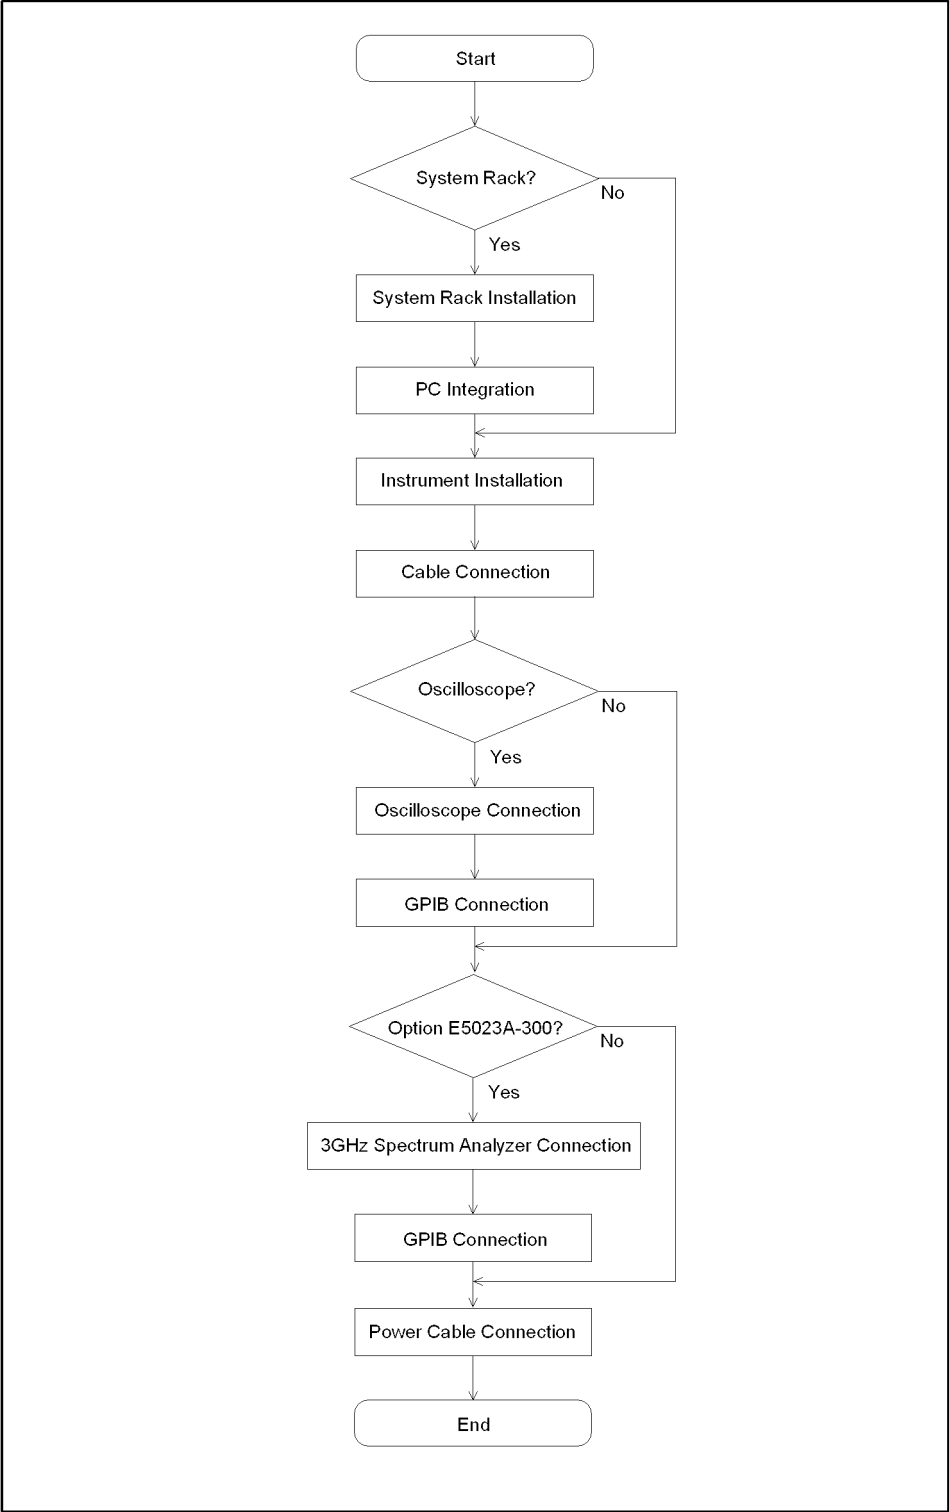 Start
System Rack?
No
Yes
System Rack Installation
PC Integration
Instrument Installation
Cable Connection
Oscilloscope?
No
Yes
Oscilloscope Connection
GPIB Connection
Option E5023A-300?
No
Yes
3GHz Spectrum Analyzer Connection
GPIB Connection
Power Cable Connection
End